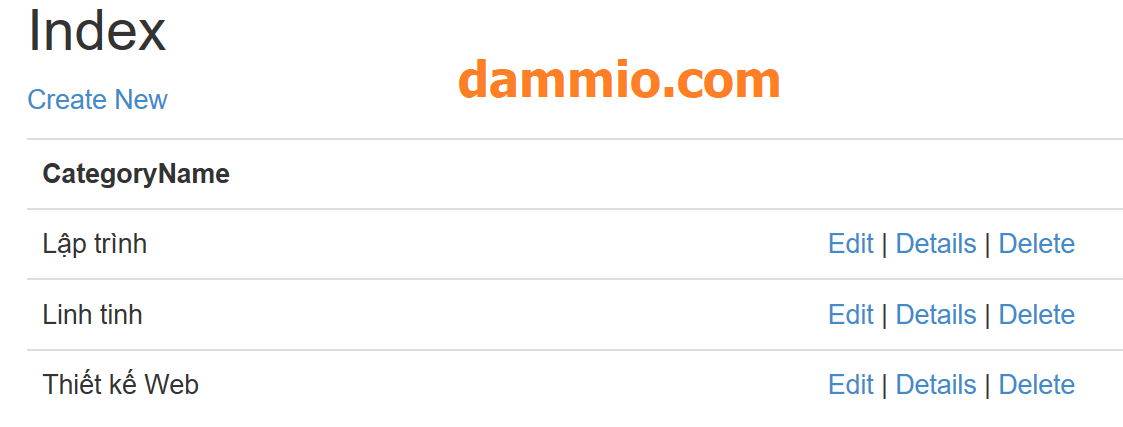 Index
dammio.com
Create New
CategoryName
Lập trình Edit | Details | Delete
Linh tinh Edit | Details | Delete
Thiết kế Web Edit | Details | Delete